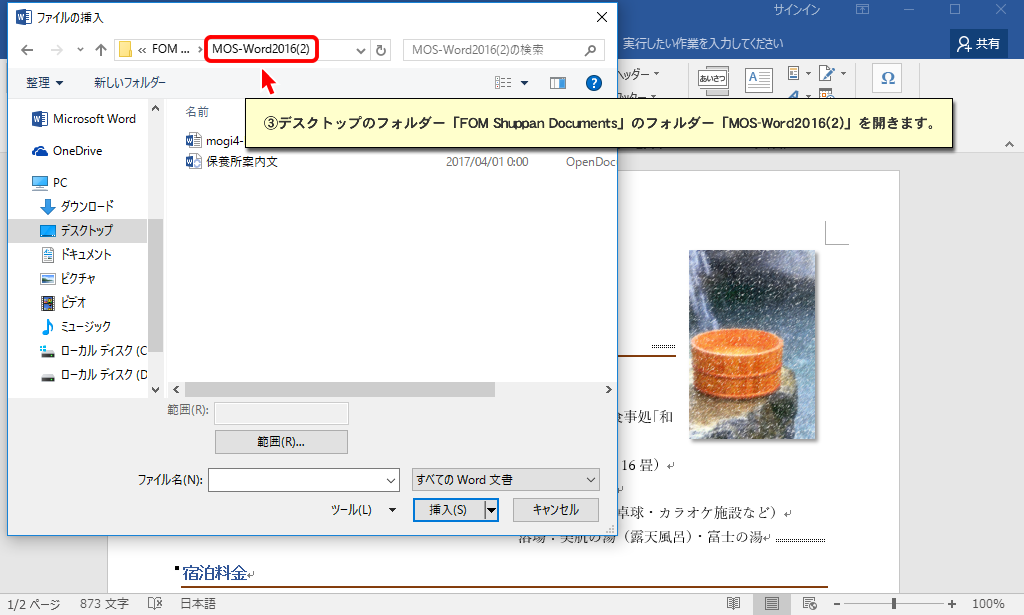 ファイルの挿入
サインイン
« FOM ... › MOS-Word2016(2)
MOS-Word2016(2)の検索
実行したい作業を入力してください
共有
整理
新しいフォルダー
ヘッダー
あいさつ
Ω
③デスクトップのフォルダー「FOM Shuppan Documents」のフォルダー「MOS-Word2016(2)」を開きます。
名前
Microsoft Word
mogi4-
OneDrive
保養所案内文 2017/04/01 0:00 OpenDoc
PC
ダウンロード
デスクトップ
ドキュメント
ピクチャ
ビデオ
ミュージック
ローカル ディスク (C
ローカル ディスク (D
範囲(R):
食事処「和
範囲(R)...
16 畳）
ファイル名(N):
すべての Word 文書
ツール(L)
挿入(S)
キャンセル
卓球・カラオケ施設など）
浴場：美肌の湯（露天風呂）・富士の湯
宿泊料金
1/2 ページ 873 文字 日本語
100%